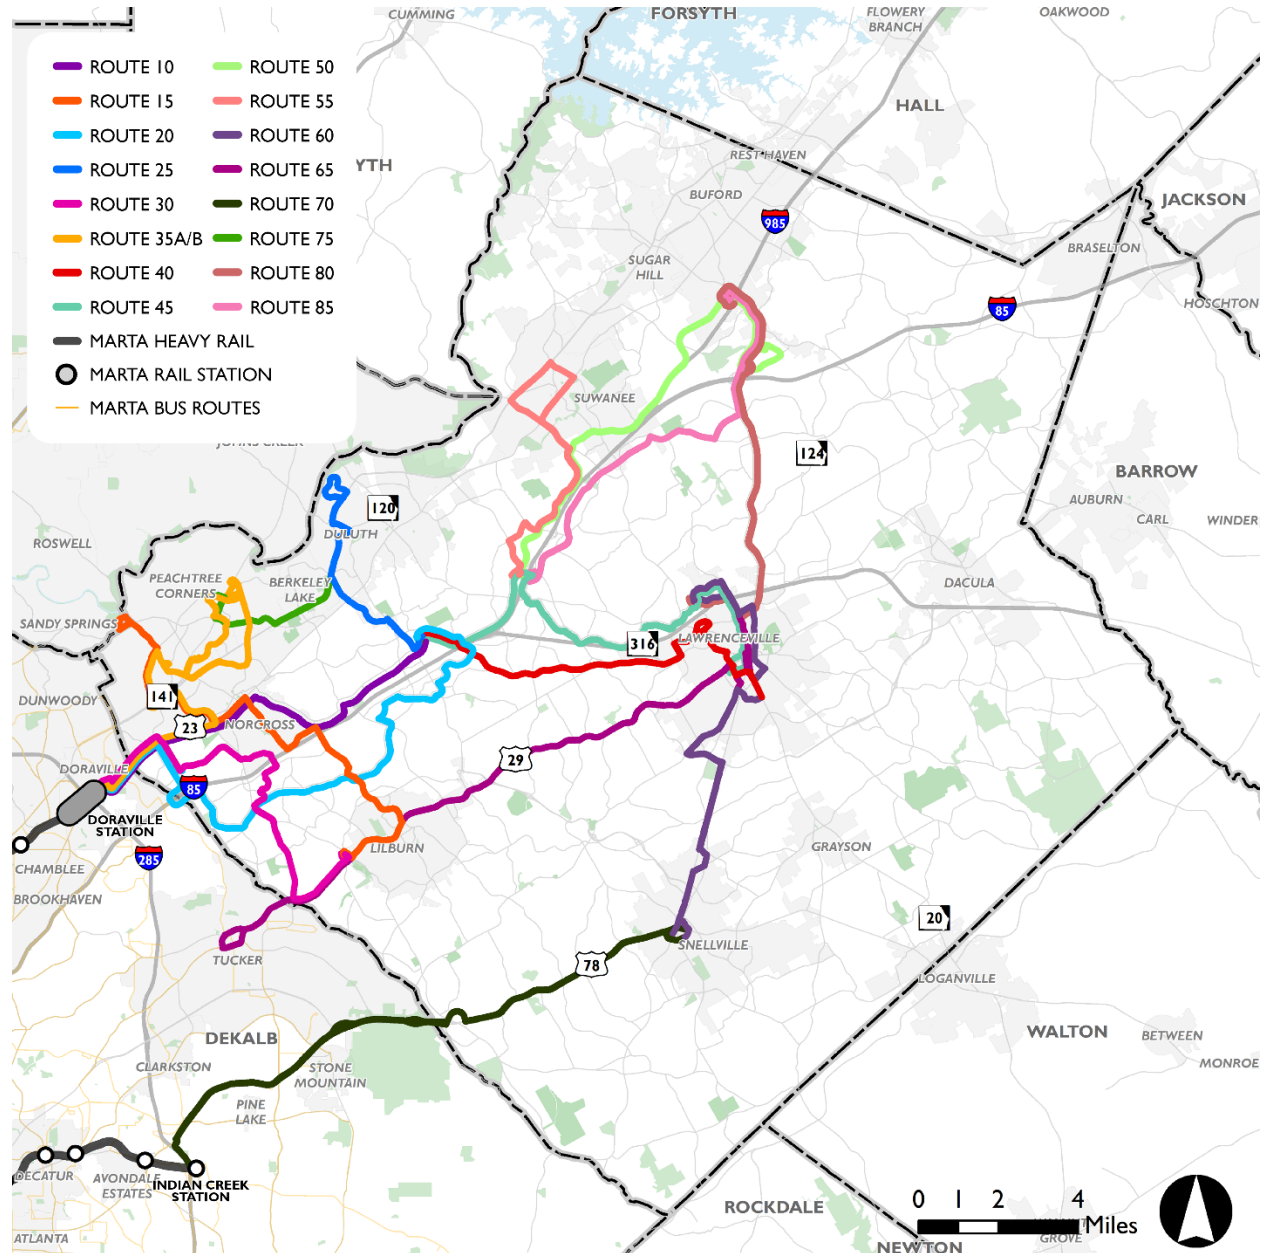 CUMMING
FORSYTH
FLOWERY
BRANCH
OAKWOOD
HALL
ROUTE 10
ROUTE 15
ROUTE 20
ROUTE 25
ROUTE 30
ROUTE 35A/B
ROUTE 40
ROUTE 45
ROUTE 50
ROUTE 55
ROUTE 60
ROUTE 65
ROUTE 70
ROUTE 75
ROUTE 80
ROUTE 85
MARTA HEAVY RAIL
MARTA RAIL STATION
MARTA BUS ROUTES
YTH
REST HAVEN
BUFORD
985
JACKSON
BRASELTON
SUGAR
HILL
HOSCHTON
85
SUWANEE
JOHNS CREEK
124
BARROW
AUBURN
CARL
WINDER
120
DULUTH
ROSWELL
PEACHTREE
CORNERS
BERKELEY
LAKE
DACULA
SANDY SPRINGS
316
LAWRENCEVILLE
DUNWOODY
141
23
NORCROSS
29
DORAVILLE
85
DORAVILLE
STATION
285
CHAMBLEE
BROOKHAVEN
LILBURN
GRAYSON
20
SNELLVILLE
TUCKER
78
LOGANVILLE
DEKALB
WALTON
BETWEEN
MONROE
CLARKSTON
STONE
MOUNTAIN
PINE
LAKE
DECATUR
AVONDALE
ESTATES
INDIAN CREEK
STATION
ATLANTA
ROCKDALE
NEWTON
0 1 2 4
Miles
GROVE